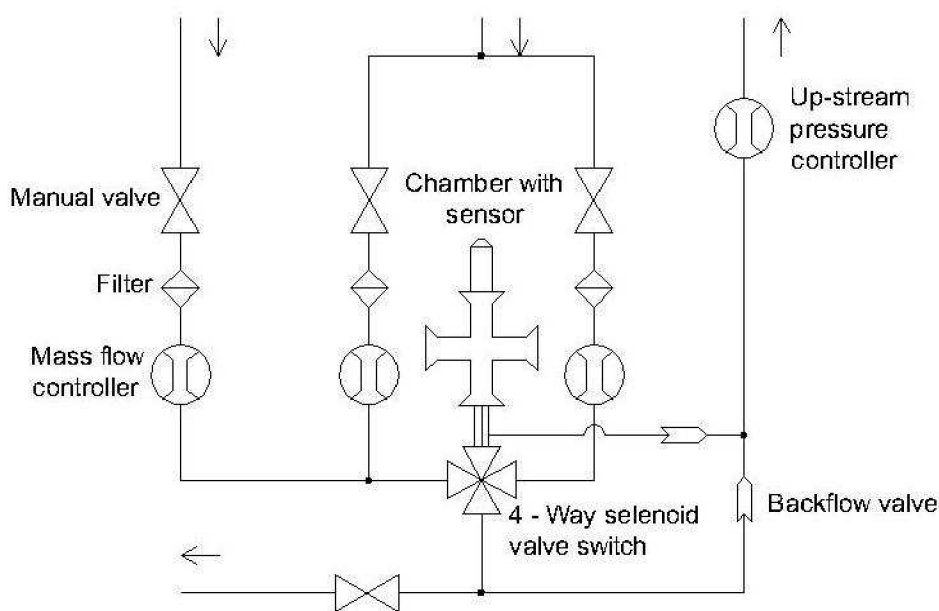 Up-stream
pressure
controller
Manual valve
Chamber with
sensor
Filter
Mass flow
controller
4 - Way selenoid
valve switch
Backflow valve